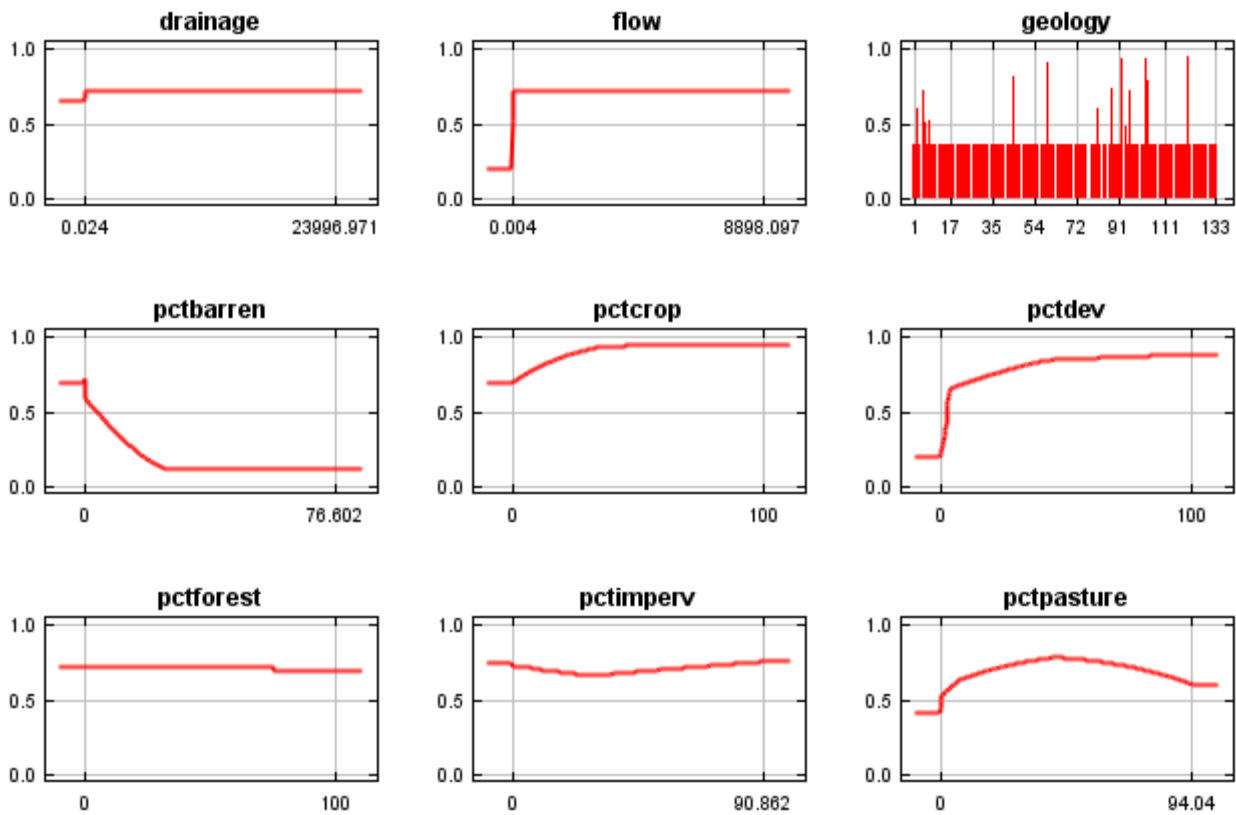 drainage flow geology
1.0 1.0 1.0
0.5 0.5 0.5
0.0 0.0 0.0
0.024 23996.971 0.004 8898.097 1 17 35 54 72 91 111 133
pctbarren pctcrop pctdev
1.0 1.0 1.0
0.5 0.5 0.5
0.0 0.0 0.0
0 76.602 0 100 0 100
pctforest pctimperv pctpasture
1.0 1.0 1.0
0.5 0.5 0.5
0.0 0.0 0.0
0 100 0 90.862 0 94.04